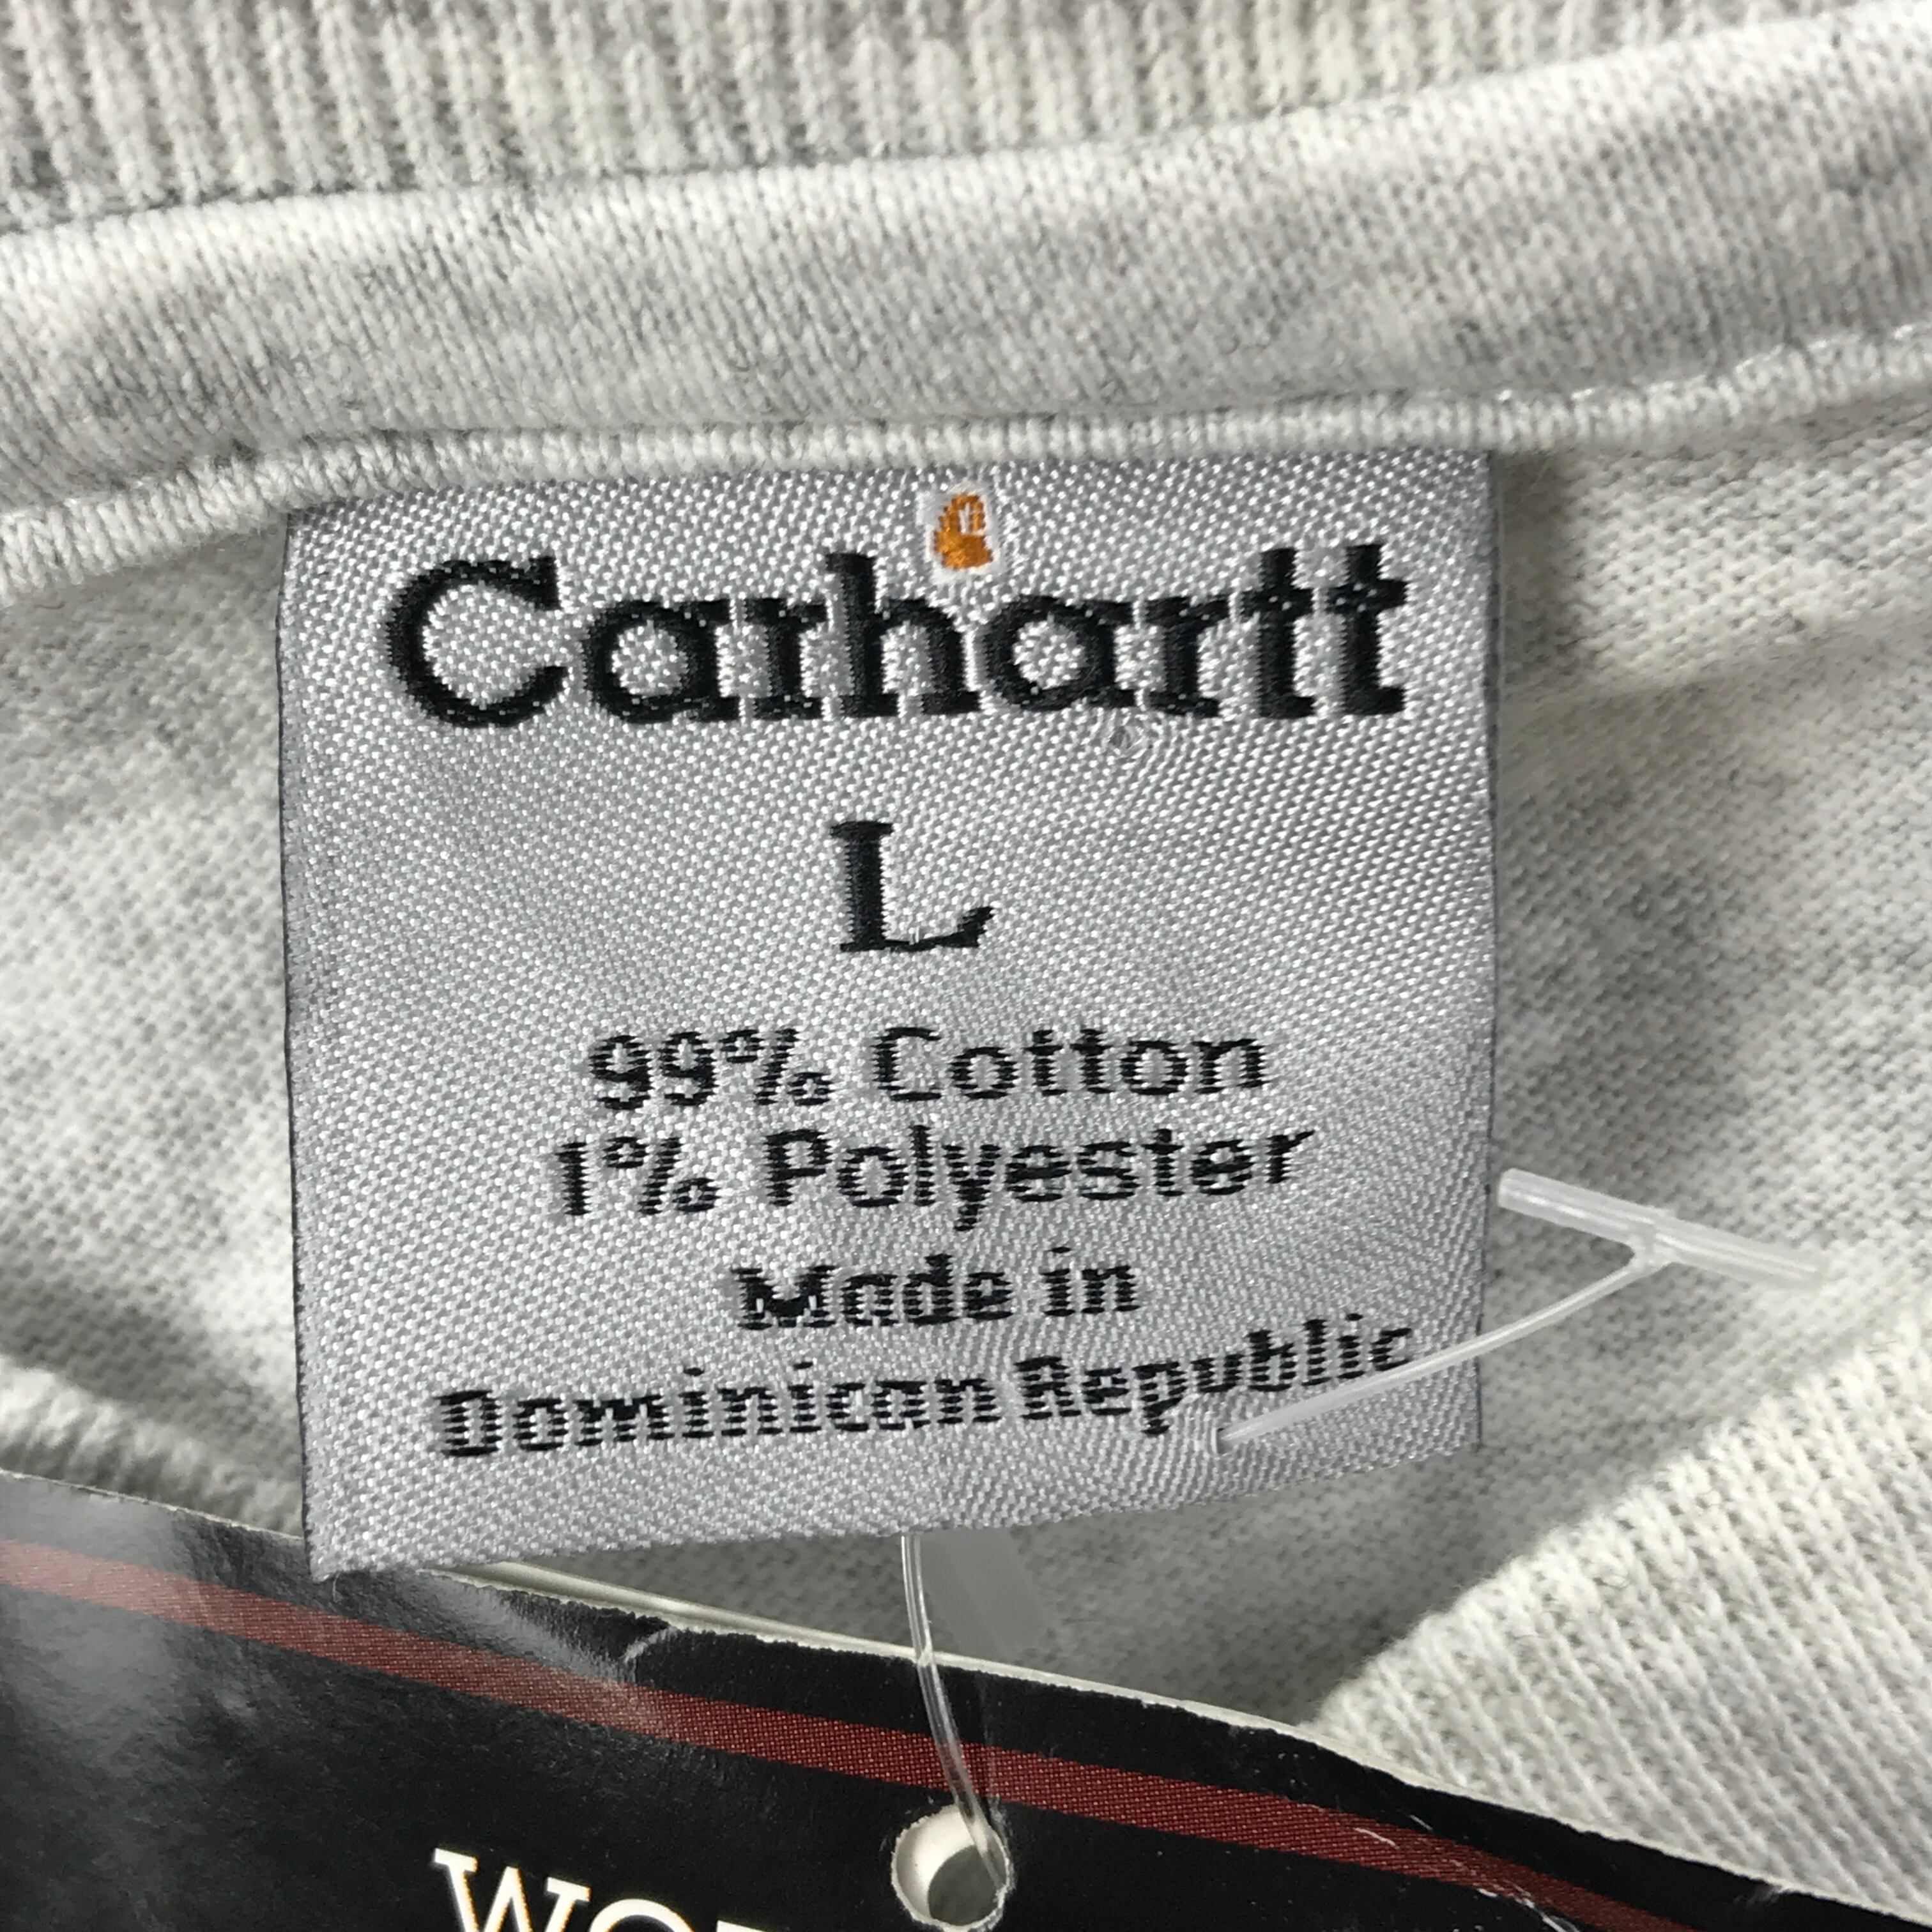 Carhartt
L
99% Cotton
1% Polyester
Made in
Dominican Republic